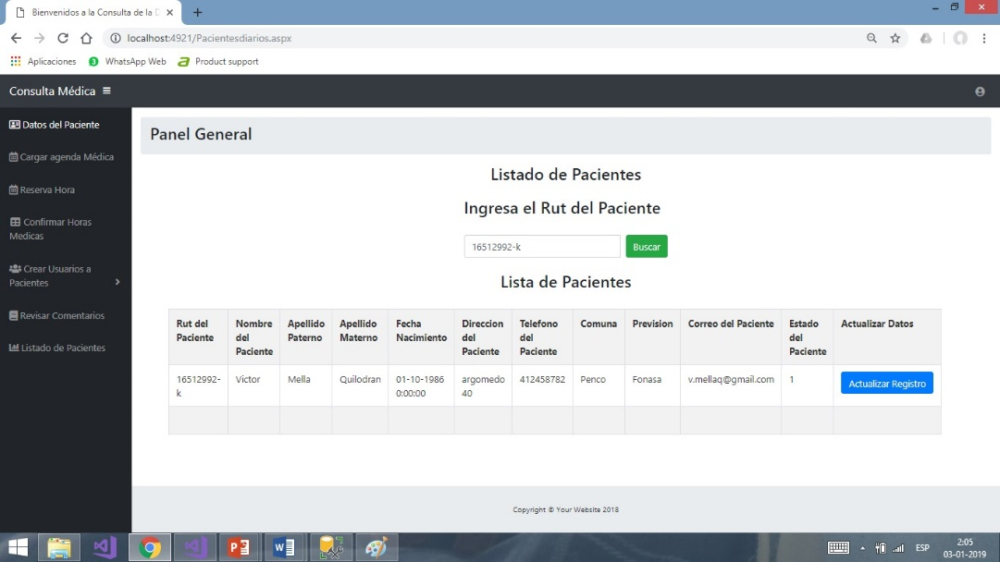 Bienvenidos a la Consulta de la D
localhost:4921/Pacientesdiarios.aspx
Aplicaciones
WhatsApp Web
Product support
Consulta Médica
Datos del Paciente
Cargar agenda Médica
Reserva Hora
Confirmar Horas
Medicas
Crear Usuarios a
Pacientes
Revisar Comentarios
Listado de Pacientes
Panel General
Listado de Pacientes
Ingresa el Rut del Paciente
16512992-k
Buscar
Lista de Pacientes
Rut del
Paciente
Nombre
del
Paciente
Apellido
Paterno
Apellido
Materno
Fecha
Nacimiento
Direccion
del
Paciente
Telefono
del
Paciente
Comuna
Prevision
Correo del Paciente
Estado
del
Paciente
Actualizar Datos
16512992-
k
Victor
Mella
Quilodran
01-10-1986
0:00:00
argomedo
40
412458782
Penco
Fonasa
v.mellaq@gmail.com
1
Actualizar Registro
Copyright © Your Website 2018
ESP
2:05
03-01-2019